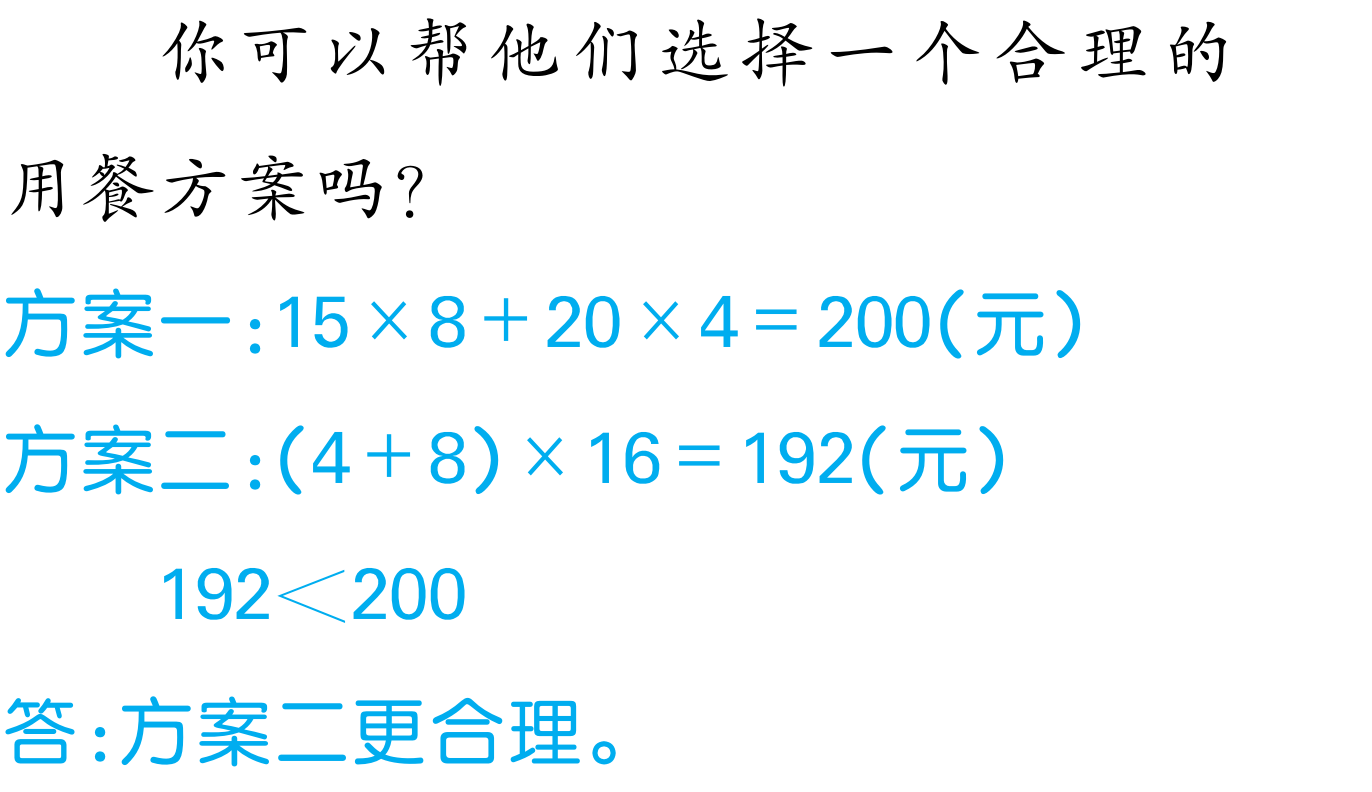 你可以帮他们选择一个合理的
用餐方案吗?
方案一:15×8+20×4=200(元)
方案二:(4+8)×16=192(元)
192<200
答:方案二更合理。